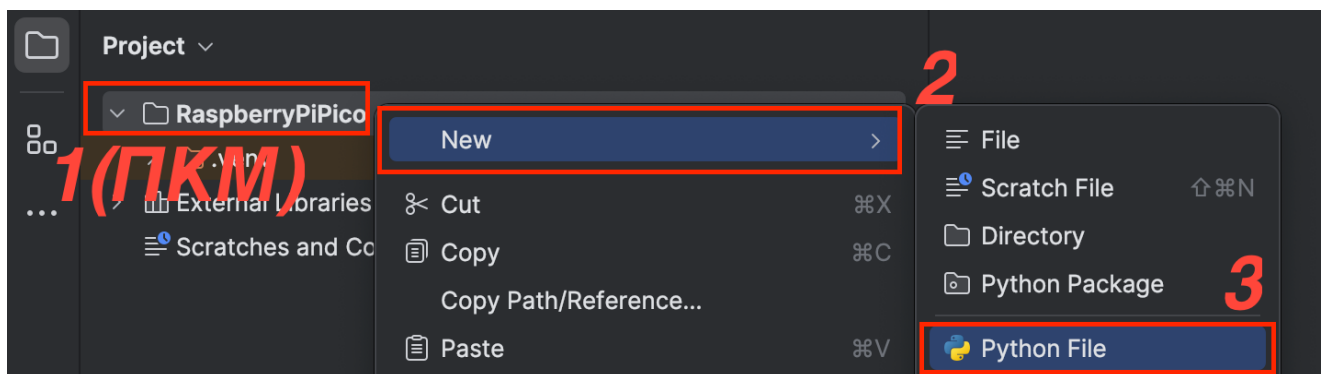 Project
RaspberryPiPico
1(ПКМ)
.venv
External Libraries
Scratches and Co
2
New
Cut ⌘X
Copy ⌘C
Copy Path/Reference...
Paste ⌘V
File
Scratch File ⇧⌘N
Directory
Python Package
3
Python File